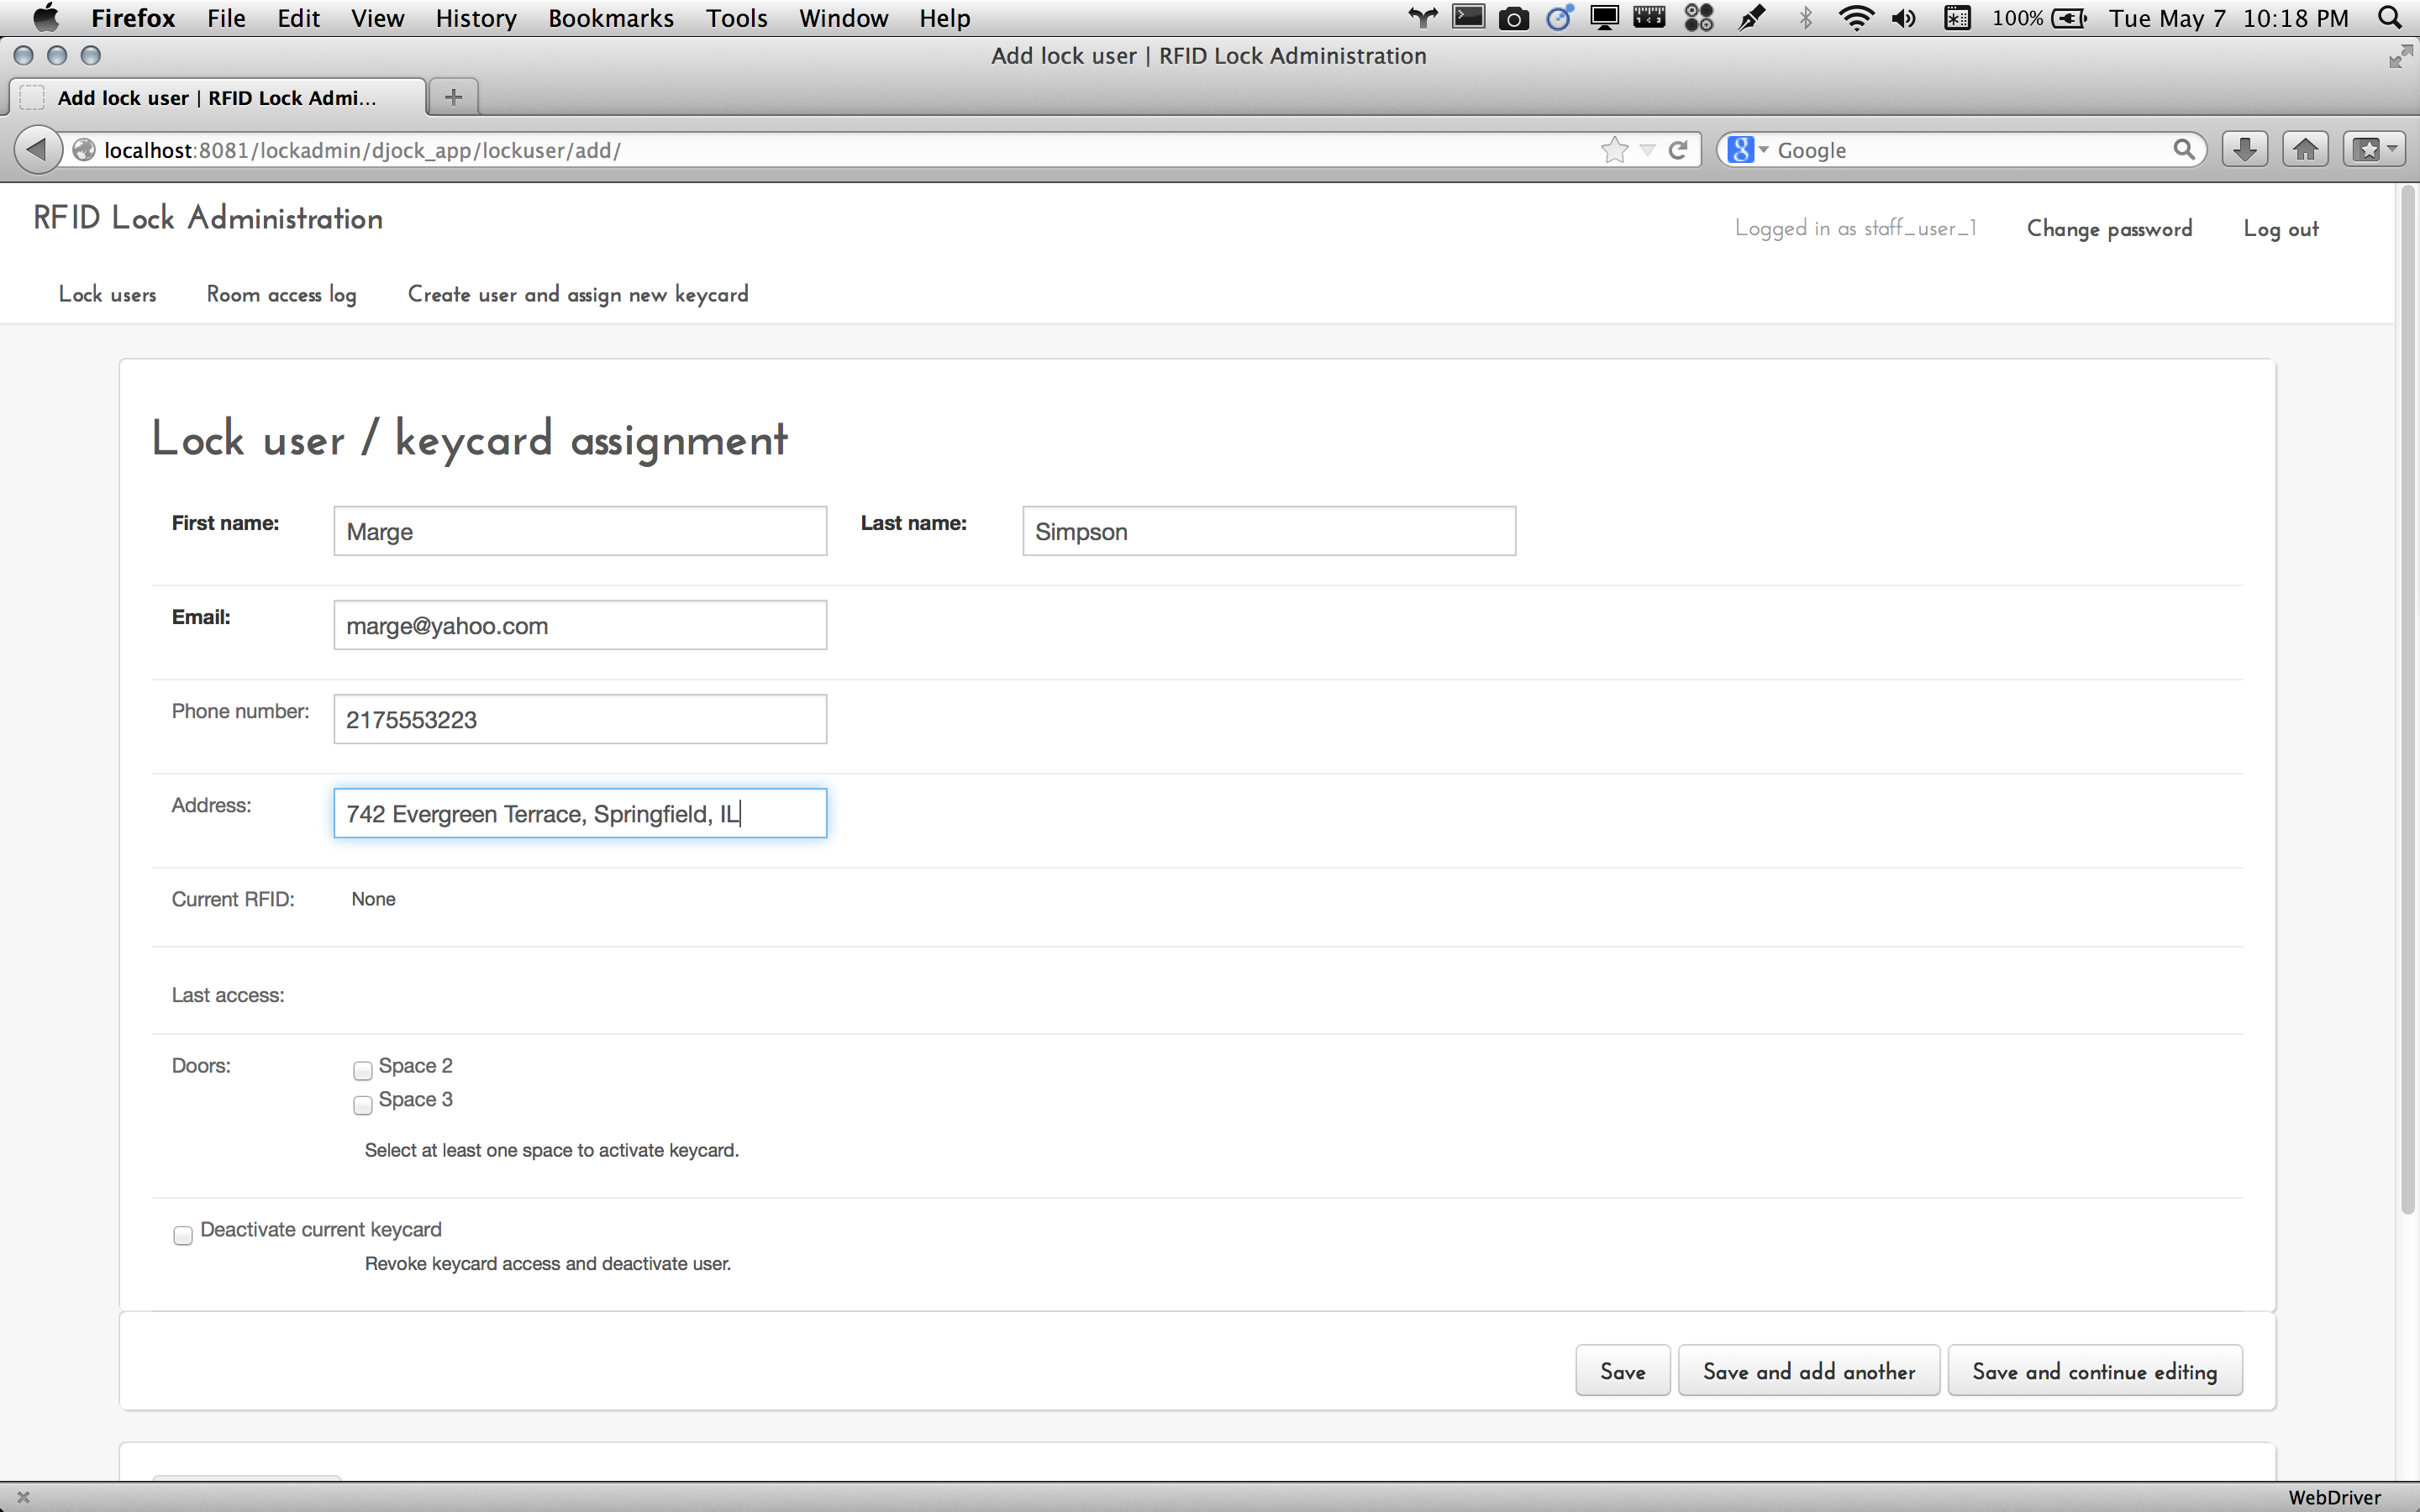 Firefox File Edit View History Bookmarks Tools Window Help 100% Tue May 7 10:18 PM
Add lock user | RFID Lock Administration
Add lock user | RFID Lock Admi...
localhost:8081/lockadmin/djock_app/lockuser/add/ Google
RFID Lock Administration
Logged in as staff_user_1 Change password Log out
Lock users Room access log Create user and assign new keycard
Lock user / keycard assignment
First name: Marge Last name: Simpson
Email: marge@yahoo.com
Phone number: 2175553223
Address: 742 Evergreen Terrace, Springfield, IL
Current RFID: None
Last access:
Doors: Space 2
Space 3
Select at least one space to activate keycard.
Deactivate current keycard
Revoke keycard access and deactivate user.
Save Save and add another Save and continue editing
WebDriver